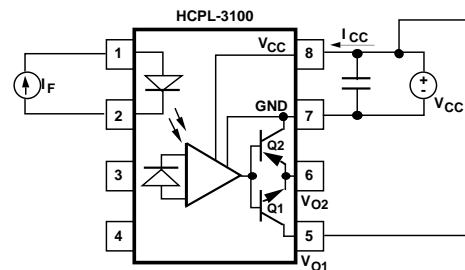 HCPL-3100
1
8
I_CC
V_CC
I_F
+
-
V_CC
2
GND
7
Q2
3
6
V_O2
Q1
4
5
V_O1